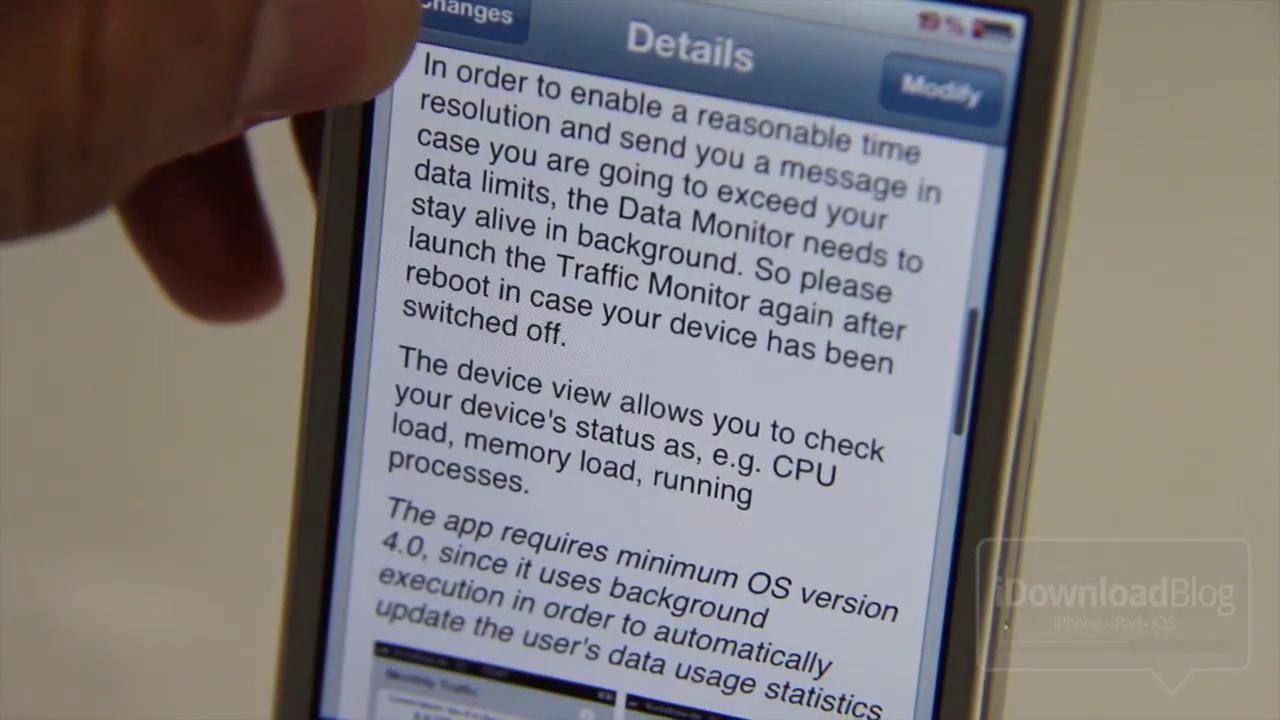 Changes
Details
19 %
Modify
In order to enable a reasonable time
resolution and send you a message in
case you are going to exceed your
data limits, the Data Monitor needs to
stay alive in background. So please
launch the Traffic Monitor again after
reboot in case your device has been
switched off.
The device view allows you to check
your device's status as, e.g. CPU
load, memory load, running
processes.
The app requires minimum OS version
4.0, since it uses background
execution in order to automatically
update the user's data usage statistics
Monthly Traffic
iDownloadBlog
iPhone • iPad • iOS